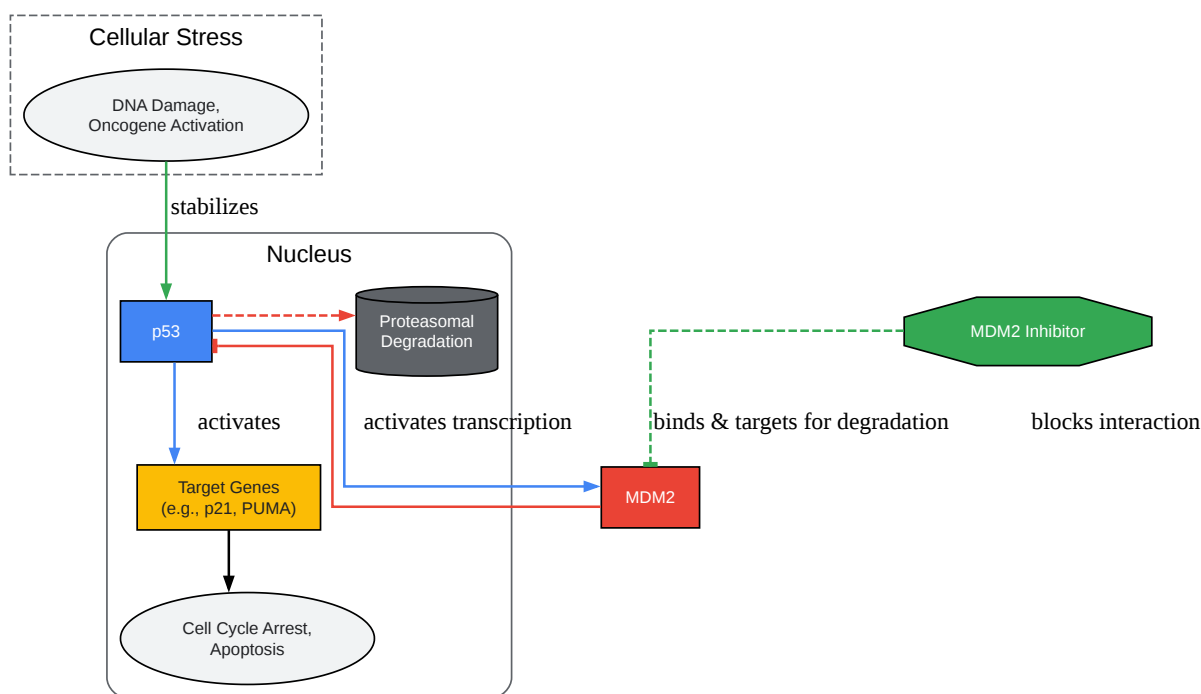 Cellular Stress
DNA Damage,
Oncogene Activation
stabilizes
Nucleus
p53
Proteasomal
Degradation
MDM2 Inhibitor
activates
activates transcription
binds & targets for degradation
blocks interaction
Target Genes
(e.g., p21, PUMA)
MDM2
Cell Cycle Arrest,
Apoptosis